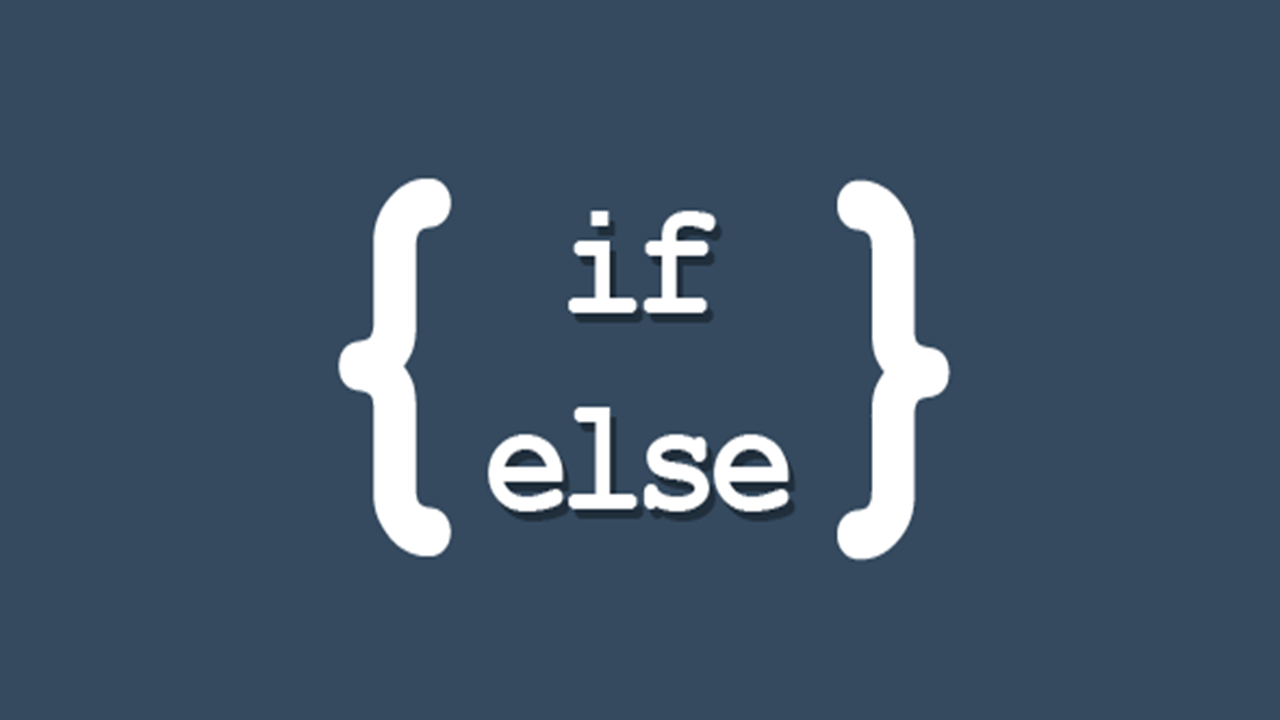 { if
else }